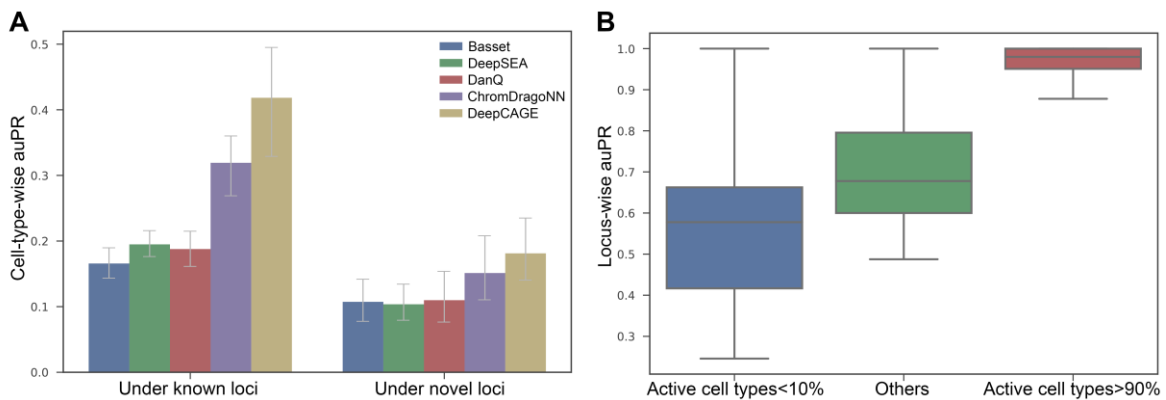 A
Cell-type-wise auPR
0.5
0.4
0.3
0.2
0.1
0.0
Basset
DeepSEA
DanQ
ChromDragoNN
DeepCAGE
Under known loci
Under novel loci
B
Locus-wise auPR
1.0
0.9
0.8
0.7
0.6
0.5
0.4
0.3
Active cell types<10%
Others
Active cell types>90%